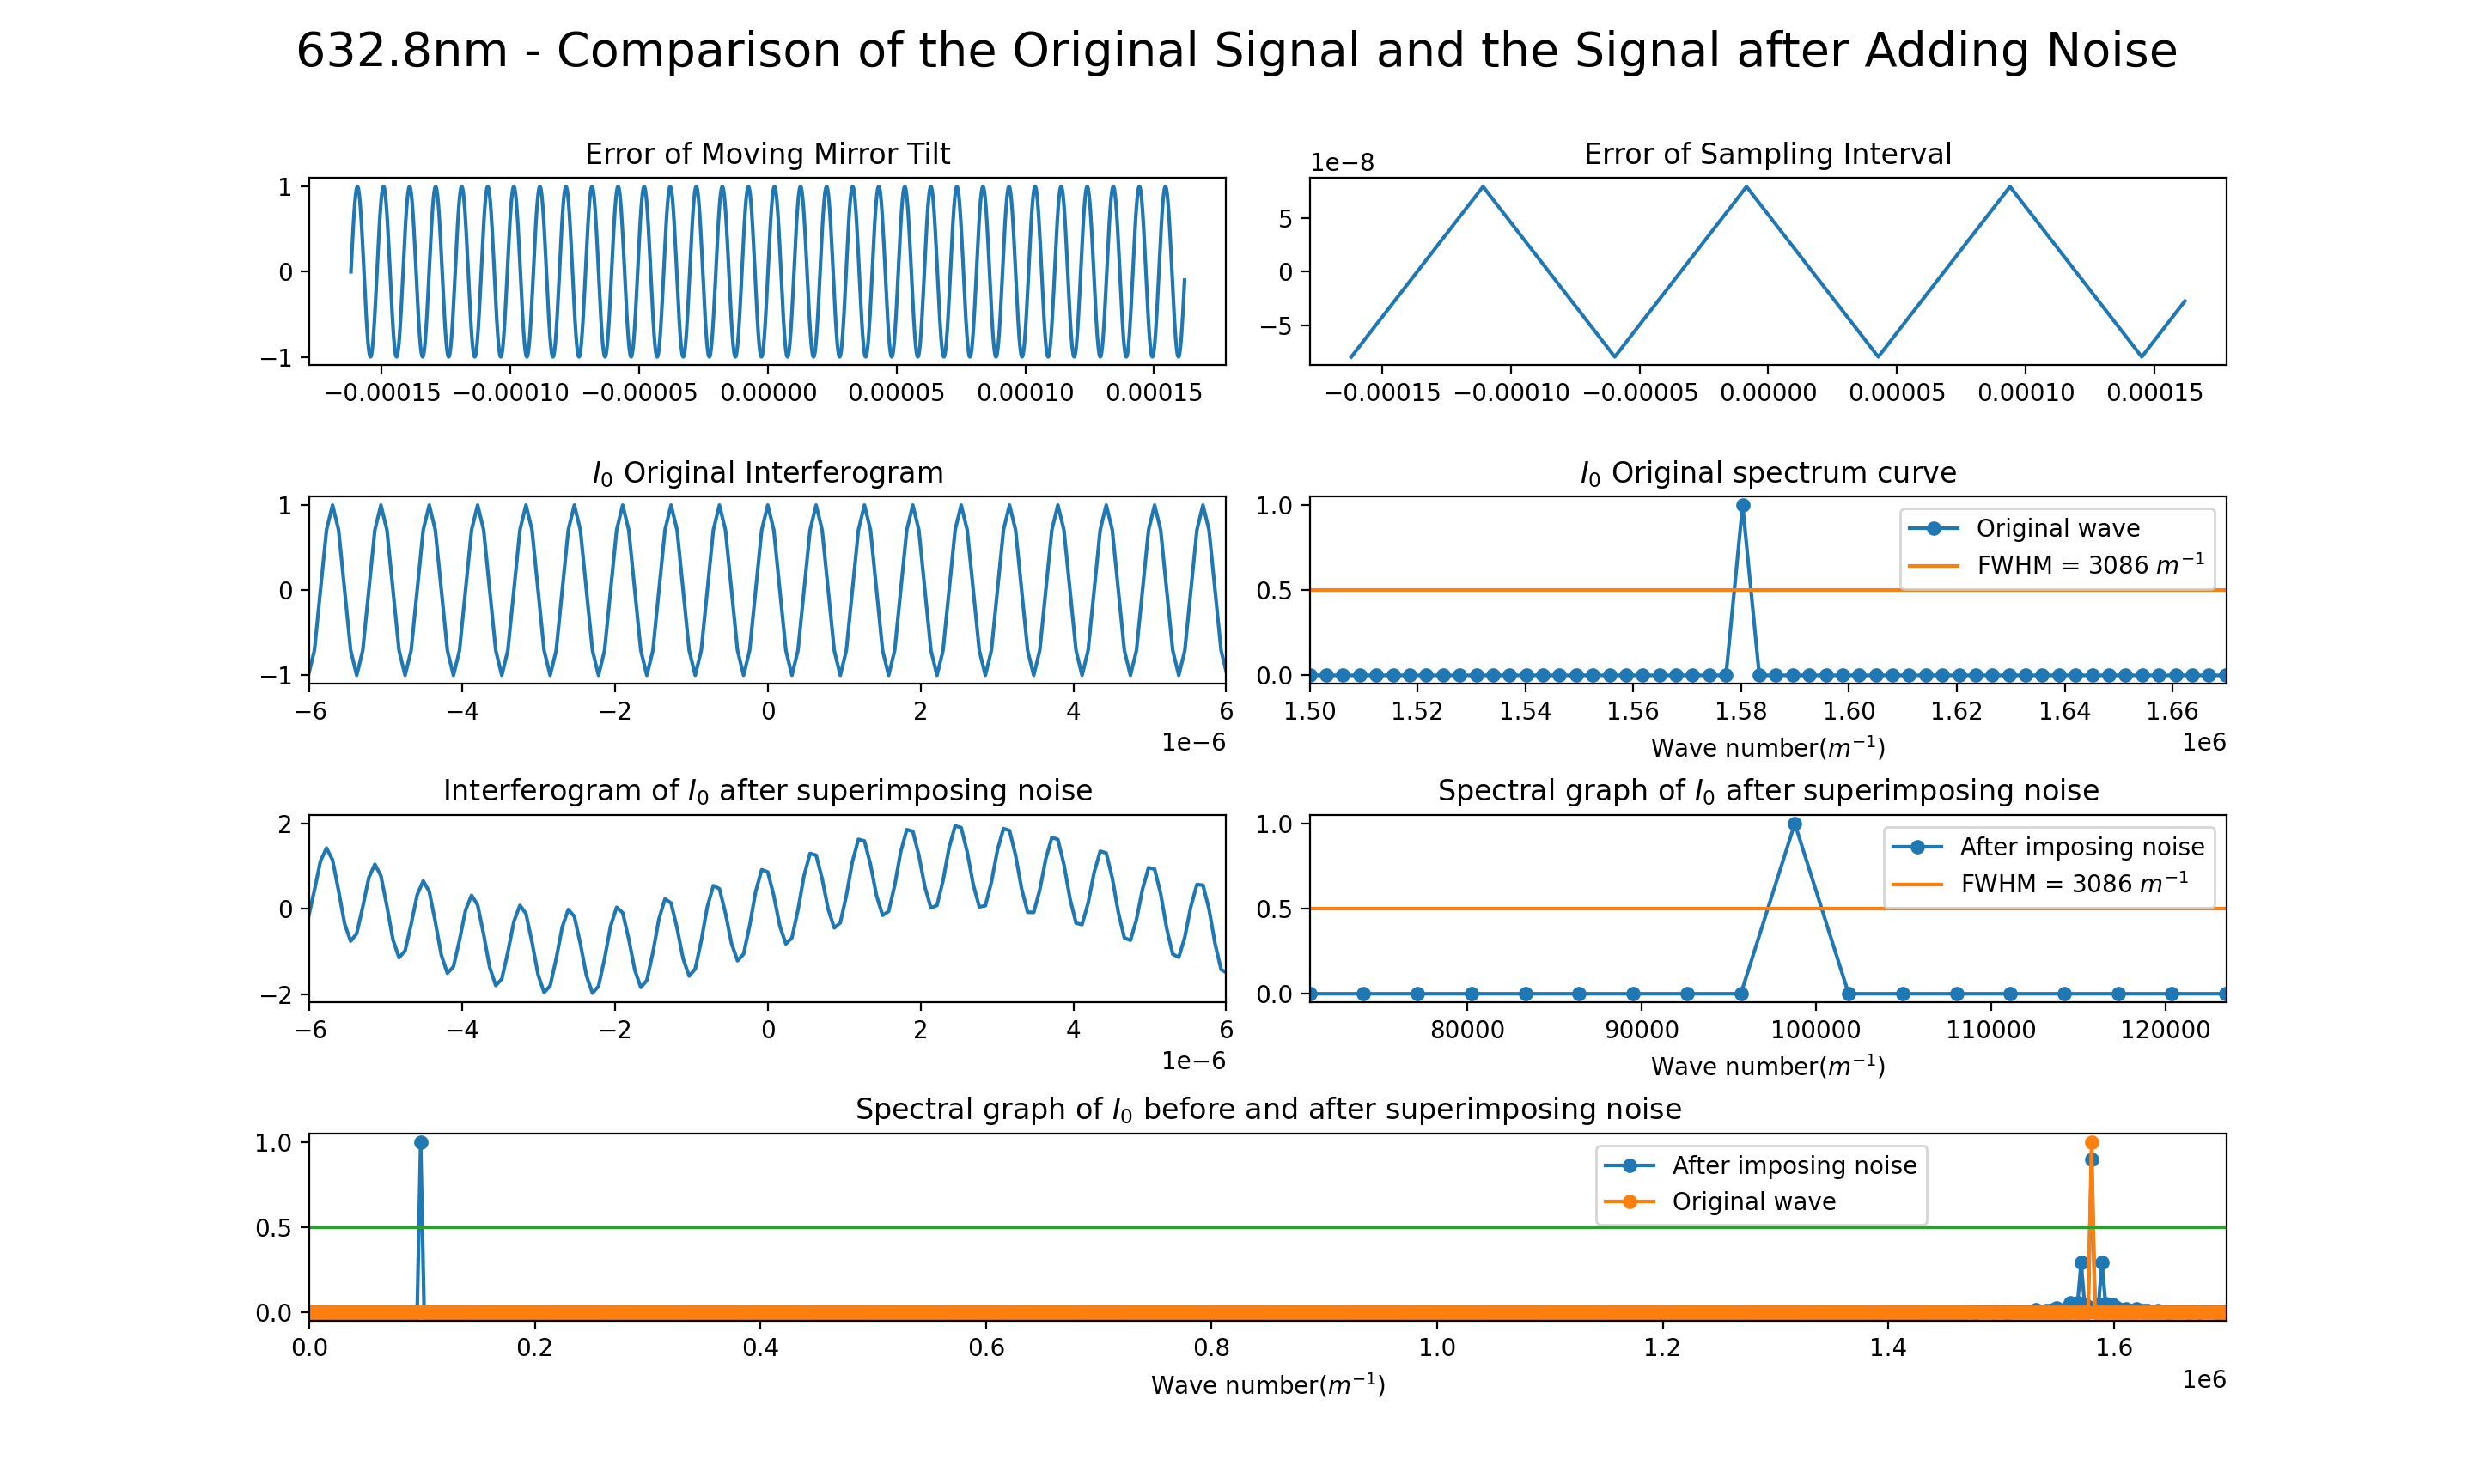 632.8nm - Comparison of the Original Signal and the Signal after Adding Noise
Error of Moving Mirror Tilt
1
0
−1
−0.00015 −0.00010 −0.00005 0.00000 0.00005 0.00010 0.00015
Error of Sampling Interval
1e−8
5
0
−5
−0.00015 −0.00010 −0.00005 0.00000 0.00005 0.00010 0.00015
I₀ Original Interferogram
1
0
−1
−6 −4 −2 0 2 4 6
1e−6
I₀ Original spectrum curve
1.0
0.5
0.0
Original wave
FWHM = 3086 m⁻¹
1.50 1.52 1.54 1.56 1.58 1.60 1.62 1.64 1.66
Wave number(m⁻¹)
1e6
Interferogram of I₀ after superimposing noise
2
0
−2
−6 −4 −2 0 2 4 6
1e−6
Spectral graph of I₀ after superimposing noise
1.0
0.5
0.0
After imposing noise
FWHM = 3086 m⁻¹
80000 90000 100000 110000 120000
Wave number(m⁻¹)
Spectral graph of I₀ before and after superimposing noise
1.0
0.5
0.0
After imposing noise
Original wave
0.0 0.2 0.4 0.6 0.8 1.0 1.2 1.4 1.6
Wave number(m⁻¹)
1e6